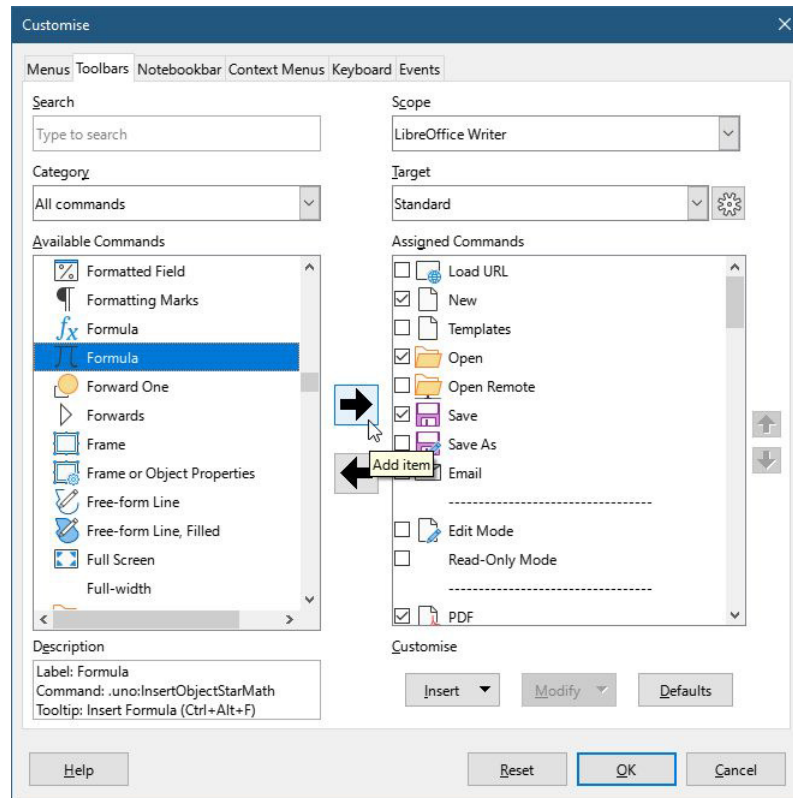 Customise
Menus Toolbars Notebookbar Context Menus Keyboard Events
Search
Type to search
Category
All commands
Available Commands
Formatted Field
Formatting Marks
Formula
Formula
Forward One
Forwards
Frame
Frame or Object Properties
Free-form Line
Free-form Line, Filled
Full Screen
Full-width
Description
Label: Formula
Command: .uno:InsertObjectStarMath
Tooltip: Insert Formula (Ctrl+Alt+F)
Add item
Scope
LibreOffice Writer
Target
Standard
Assigned Commands
Load URL
New
Templates
Open
Open Remote
Save
Save As
Email
Edit Mode
Read-Only Mode
PDF
Customise
Insert Modify Defaults
Help Reset OK Cancel